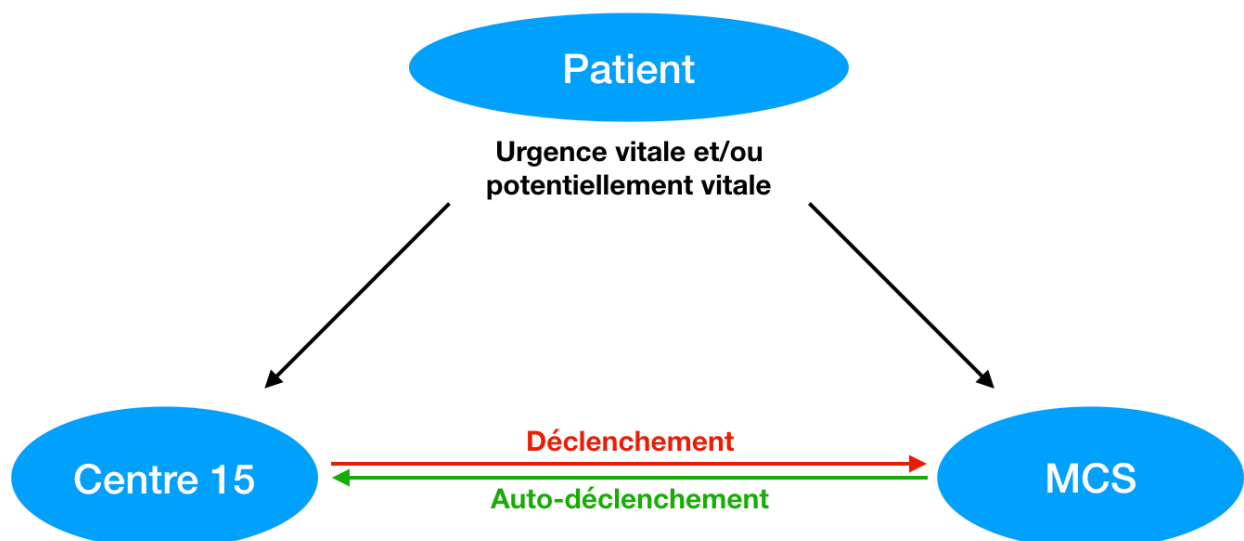 Patient
Urgence vitale et/ou
potentiellement vitale
Déclenchement
Centre 15
MCS
Auto-déclenchement